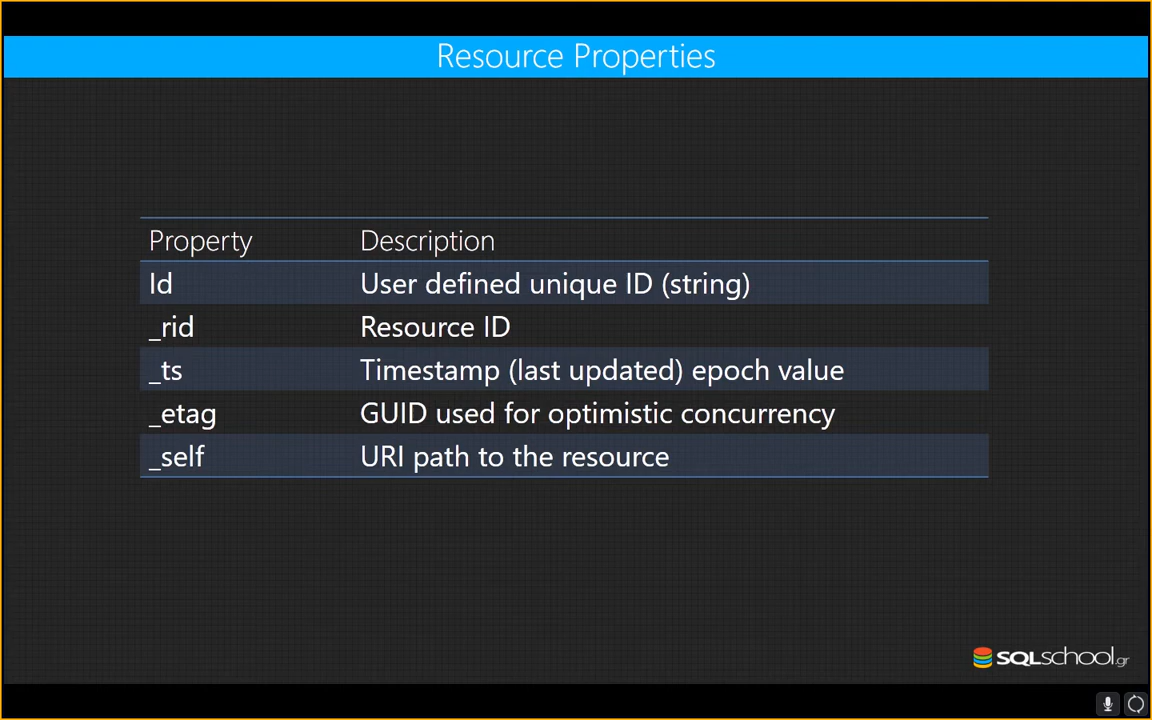 Resource Properties
Property Description
Id User defined unique ID (string)
_rid Resource ID
_ts Timestamp (last updated) epoch value
_etag GUID used for optimistic concurrency
_self URI path to the resource
SQLschool.gr